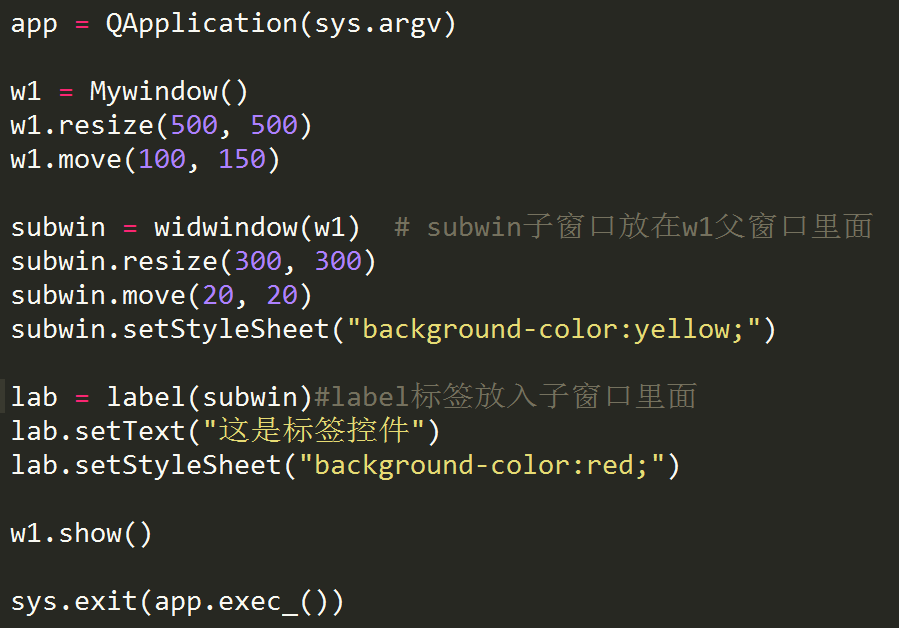 app = QApplication(sys.argv)
w1 = Mywindow()
w1.resize(500, 500)
w1.move(100, 150)
subwin = widwindow(w1)  # subwin子窗口放在w1父窗口里面
subwin.resize(300, 300)
subwin.move(20, 20)
subwin.setStyleSheet("background-color:yellow;")
lab = label(subwin)#label标签放入子窗口里面
lab.setText("这是标签控件")
lab.setStyleSheet("background-color:red;")
w1.show()
sys.exit(app.exec_())